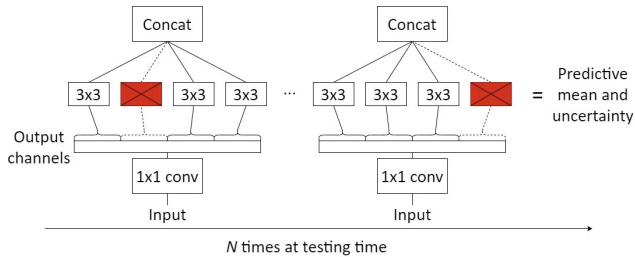 Concat
Concat
3x3 3x3 3x3 ... 3x3 3x3 3x3 = Predictive mean and uncertainty
Output channels
1x1 conv
1x1 conv
Input
Input
N times at testing time